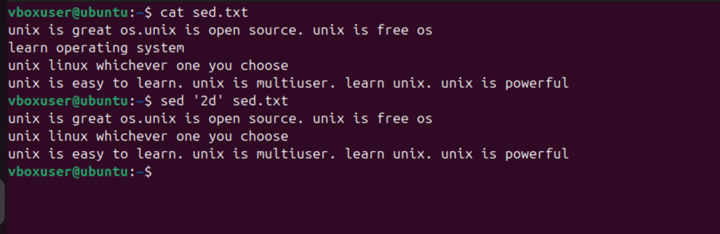 vboxuser@ubuntu:~$ cat sed.txt
unix is great os.unix is open source. unix is free os
learn operating system
unix linux whichever one you choose
unix is easy to learn. unix is multiuser. learn unix. unix is powerful
vboxuser@ubuntu:~$ sed '2d' sed.txt
unix is great os.unix is open source. unix is free os
unix linux whichever one you choose
unix is easy to learn. unix is multiuser. learn unix. unix is powerful
vboxuser@ubuntu:~$